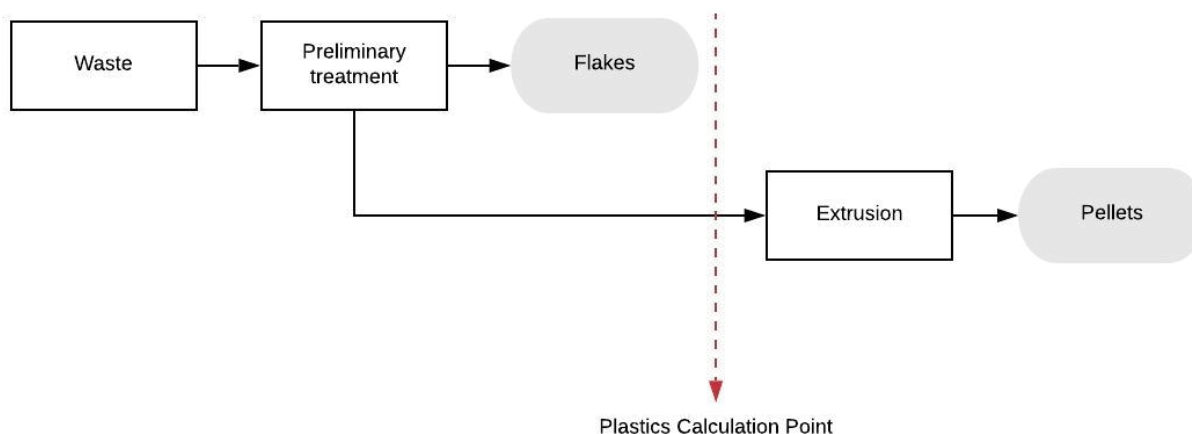 Waste
Preliminary
treatment
Flakes
Extrusion
Pellets
Plastics Calculation Point